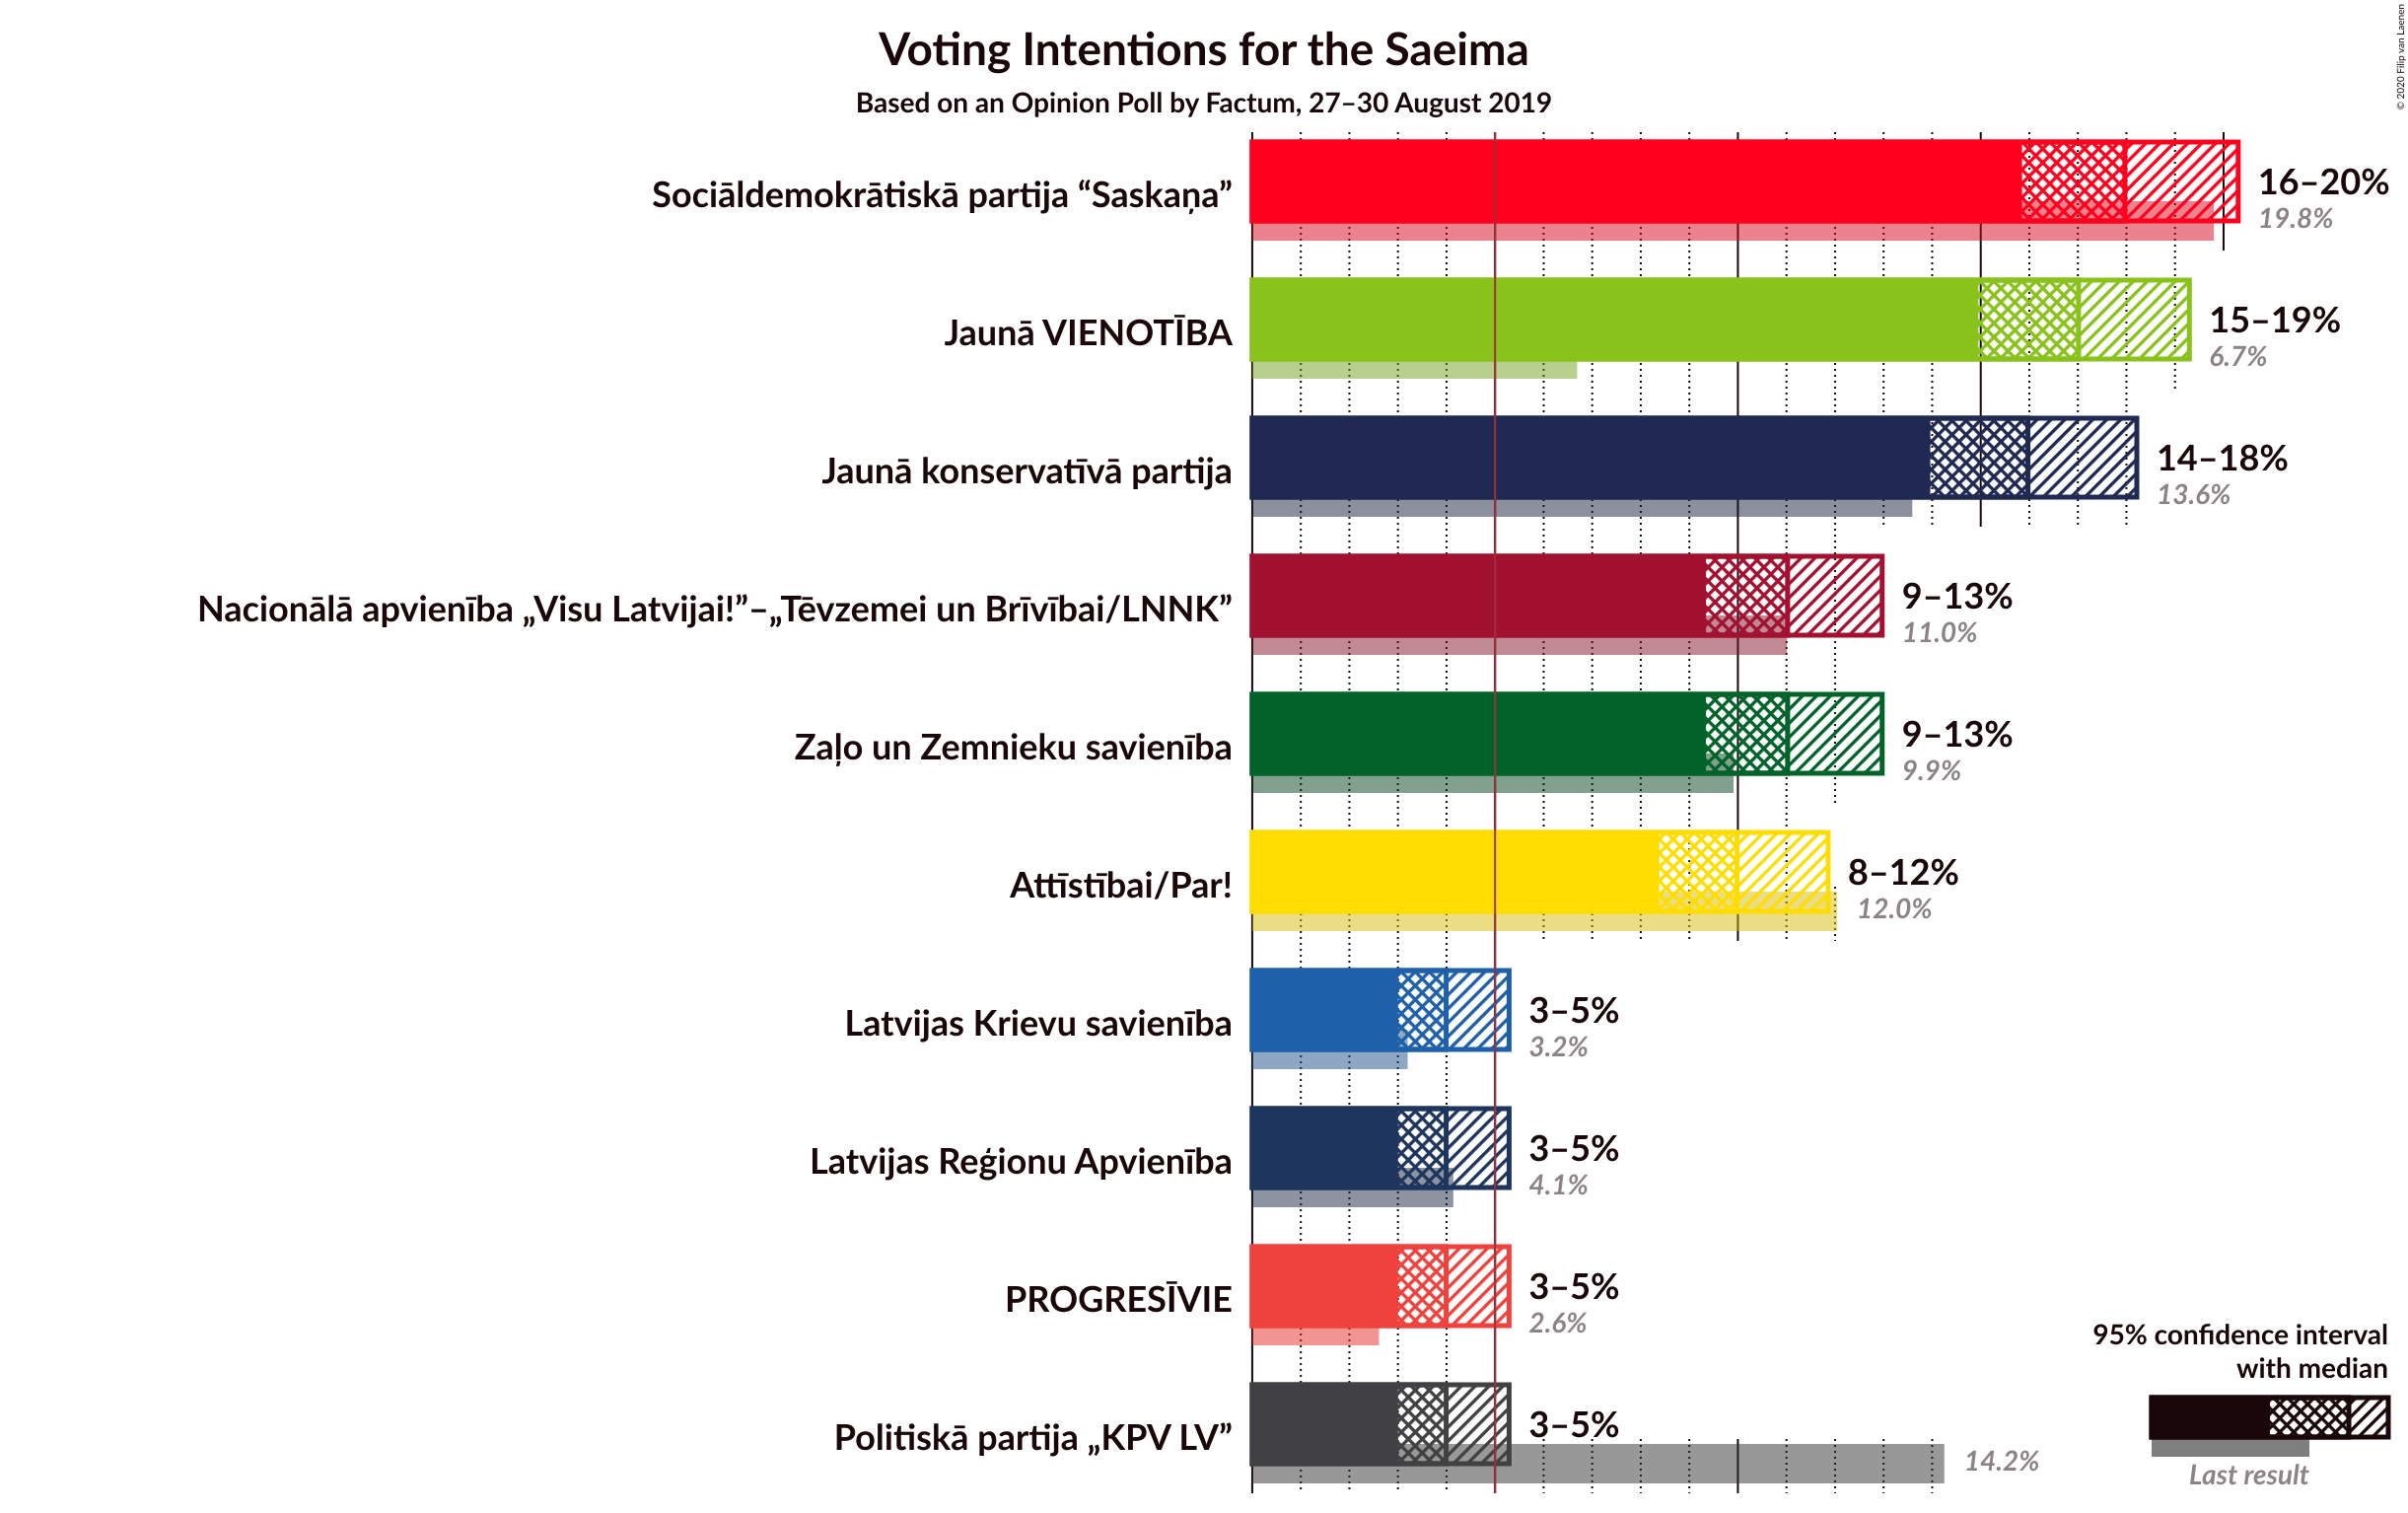 Voting Intentions for the Saeima
Based on an Opinion Poll by Factum, 27–30 August 2019
© 2020 Filip van Laenen
Sociāldemokrātiskā partija “Saskaņa”
16–20%
19.8%
Jaunā VIENOTĪBA
15–19%
6.7%
Jaunā konservatīvā partija
14–18%
13.6%
Nacionālā apvienība „Visu Latvijai!”–„Tēvzemei un Brīvībai/LNNK”
9–13%
11.0%
Zaļo un Zemnieku savienība
9–13%
9.9%
Attīstībai/Par!
8–12%
12.0%
Latvijas Krievu savienība
3–5%
3.2%
Latvijas Reģionu Apvienība
3–5%
4.1%
PROGRESĪVIE
3–5%
2.6%
Politiskā partija „KPV LV”
3–5%
14.2%
95% confidence interval
with median
Last result